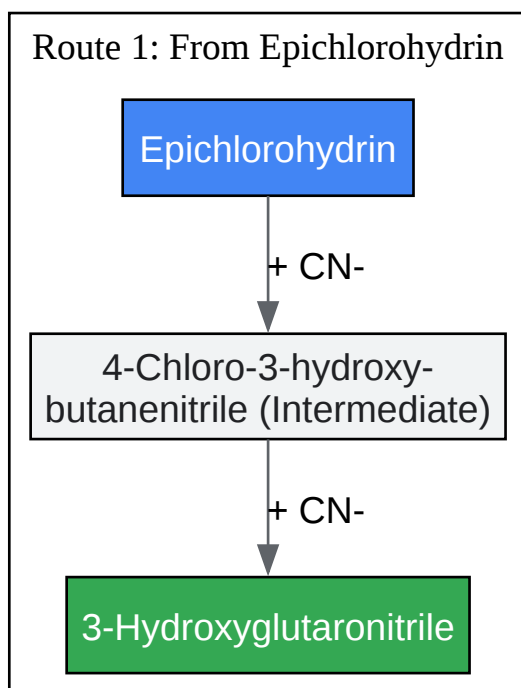 Route 1: From Epichlorohydrin
Epichlorohydrin
+ CN-
4-Chloro-3-hydroxy-
butanenitrile (Intermediate)
+ CN-
3-Hydroxyglutaronitrile